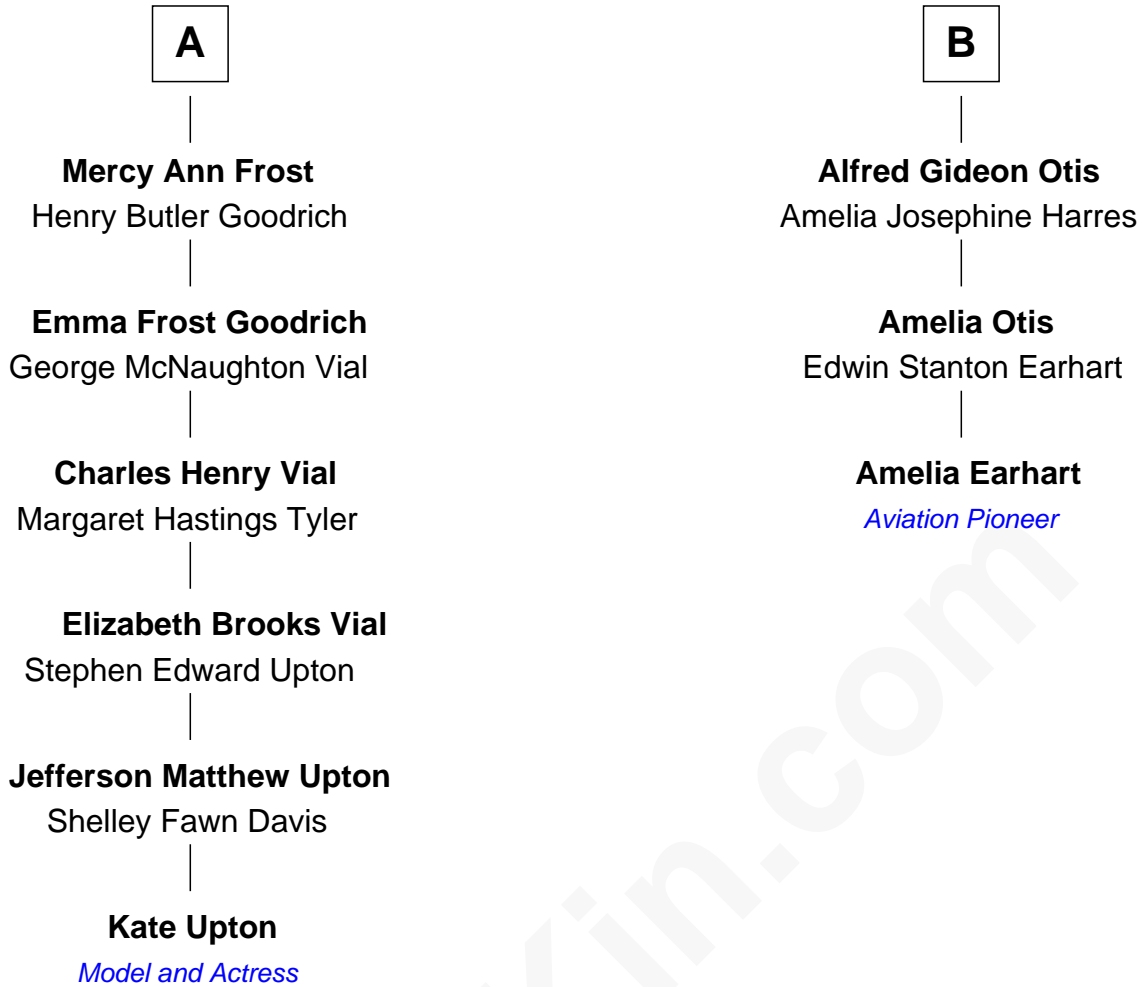 A
Mercy Ann Frost
Henry Butler Goodrich
Emma Frost Goodrich
George McNaughton Vial
Charles Henry Vial
Margaret Hastings Tyler
Elizabeth Brooks Vial
Stephen Edward Upton
Jefferson Matthew Upton
Shelley Fawn Davis
Kate Upton
Model and Actress
B
Alfred Gideon Otis
Amelia Josephine Harres
Amelia Otis
Edwin Stanton Earhart
Amelia Earhart
Aviation Pioneer
Kin.com